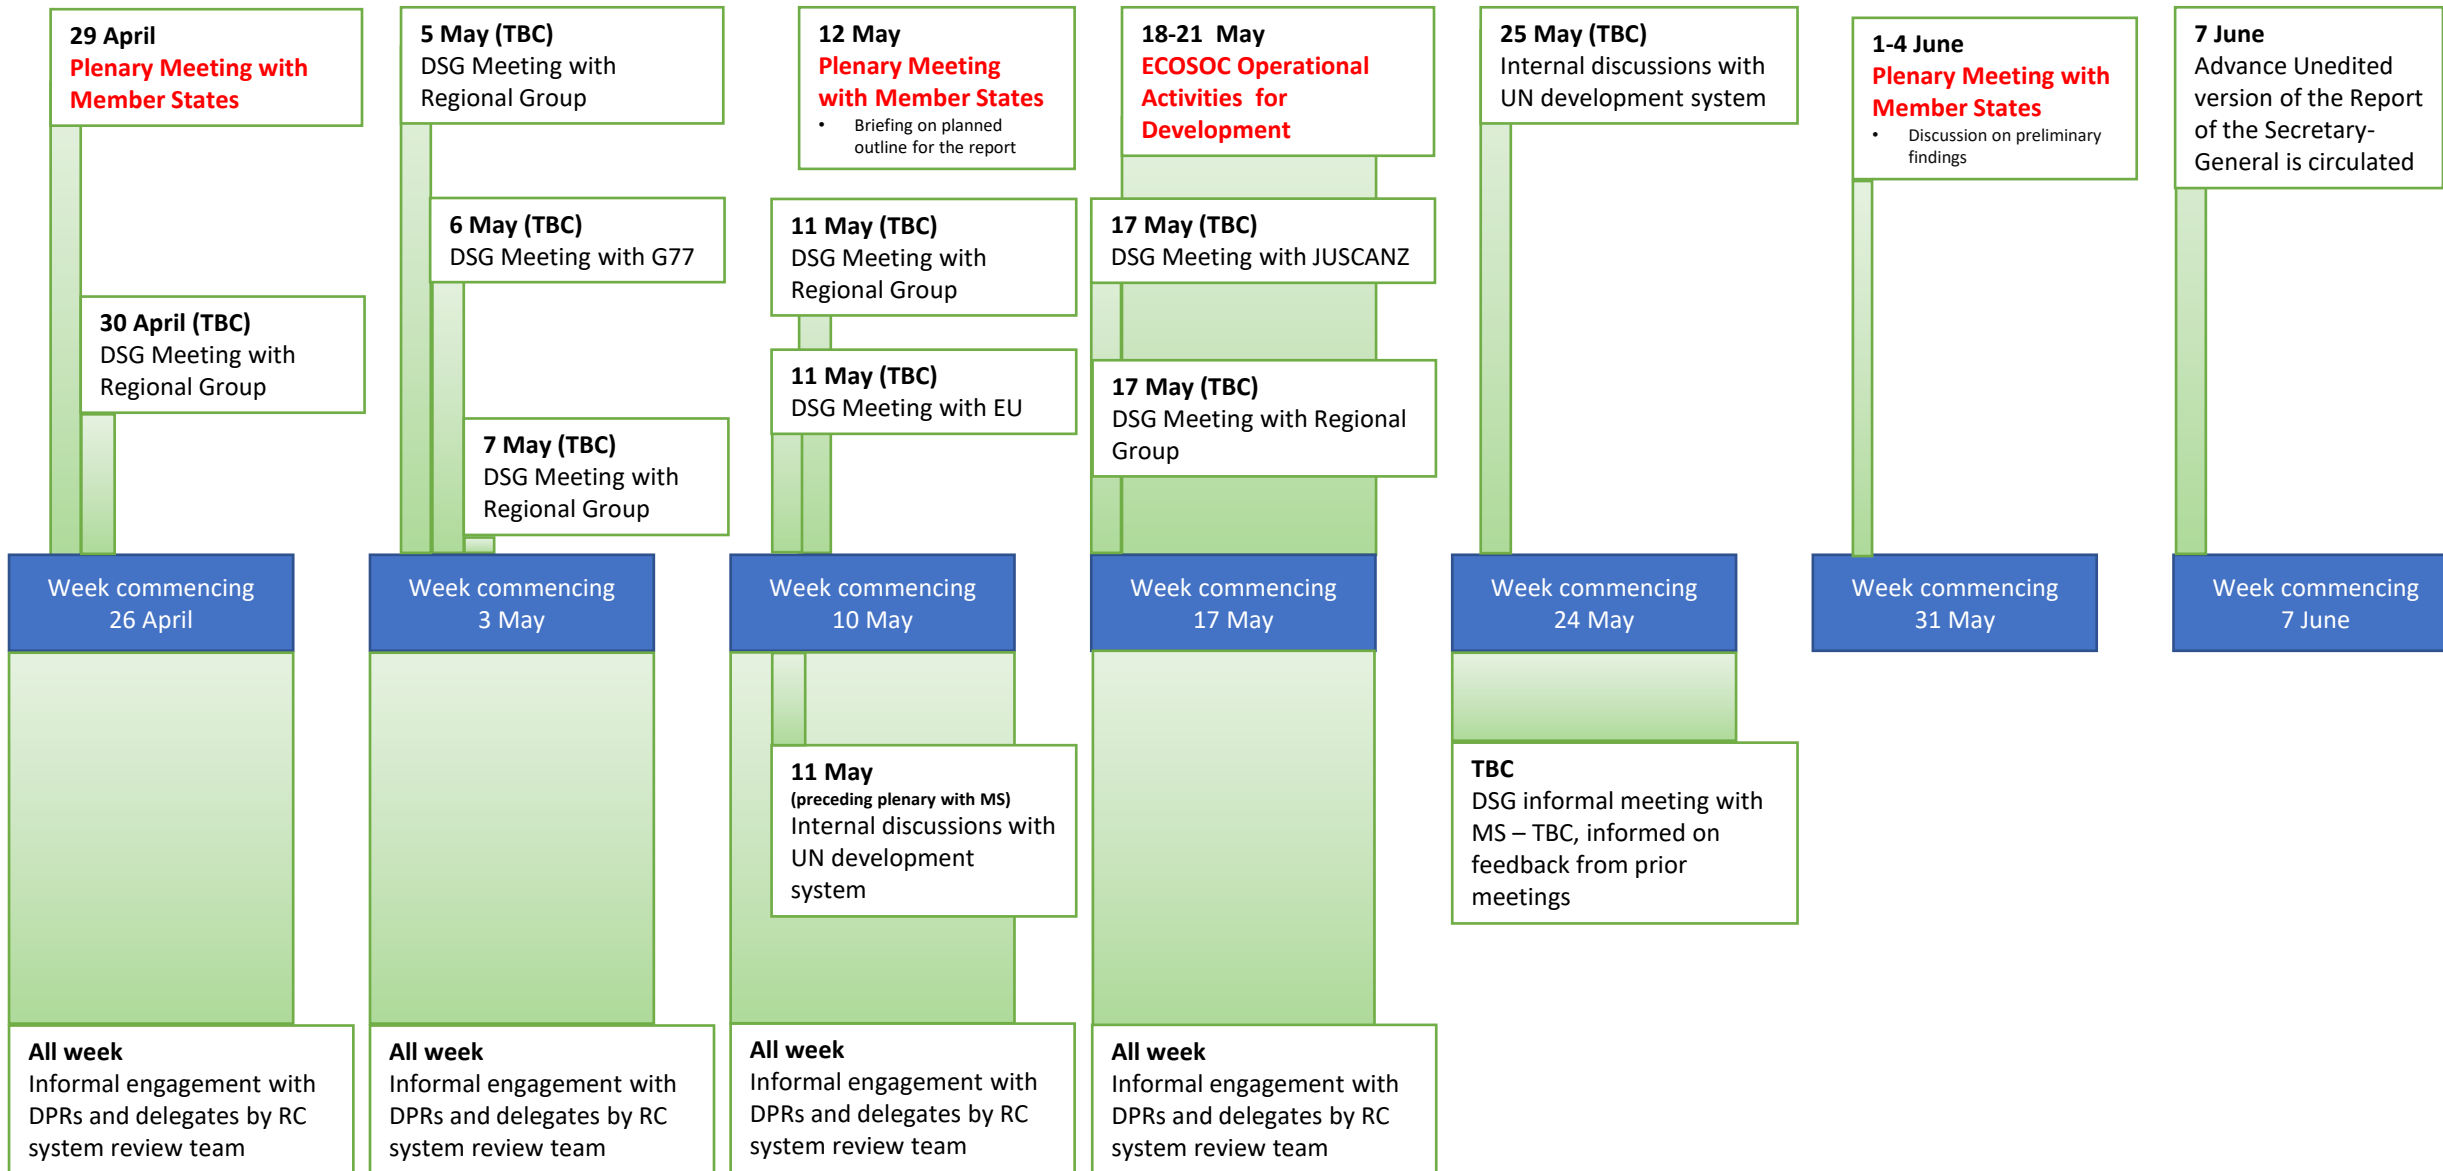 29 April
Plenary Meeting with
Member States
30 April (TBC)
DSG Meeting with
Regional Group
Week commencing
26 April
All week
Informal engagement with
DPRs and delegates by RC
system review team
5 May (TBC)
DSG Meeting with
Regional Group
6 May (TBC)
DSG Meeting with G77
7 May (TBC)
DSG Meeting with
Regional Group
Week commencing
3 May
All week
Informal engagement with
DPRs and delegates by RC
system review team
12 May
Plenary Meeting
with Member States
• Briefing on planned
outline for the report
11 May (TBC)
DSG Meeting with
Regional Group
11 May (TBC)
DSG Meeting with EU
Week commencing
10 May
11 May
(preceding plenary with MS)
Internal discussions with
UN development
system
All week
Informal engagement with
DPRs and delegates by RC
system review team
18-21 May
ECOSOC Operational
Activities for
Development
17 May (TBC)
DSG Meeting with JUSCANZ
17 May (TBC)
DSG Meeting with Regional
Group
Week commencing
17 May
All week
Informal engagement with
DPRs and delegates by RC
system review team
25 May (TBC)
Internal discussions with
UN development system
Week commencing
24 May
TBC
DSG informal meeting with
MS – TBC, informed on
feedback from prior
meetings
1-4 June
Plenary Meeting with
Member States
• Discussion on preliminary
findings
Week commencing
31 May
7 June
Advance Unedited
version of the Report
of the Secretary-
General is circulated
Week commencing
7 June